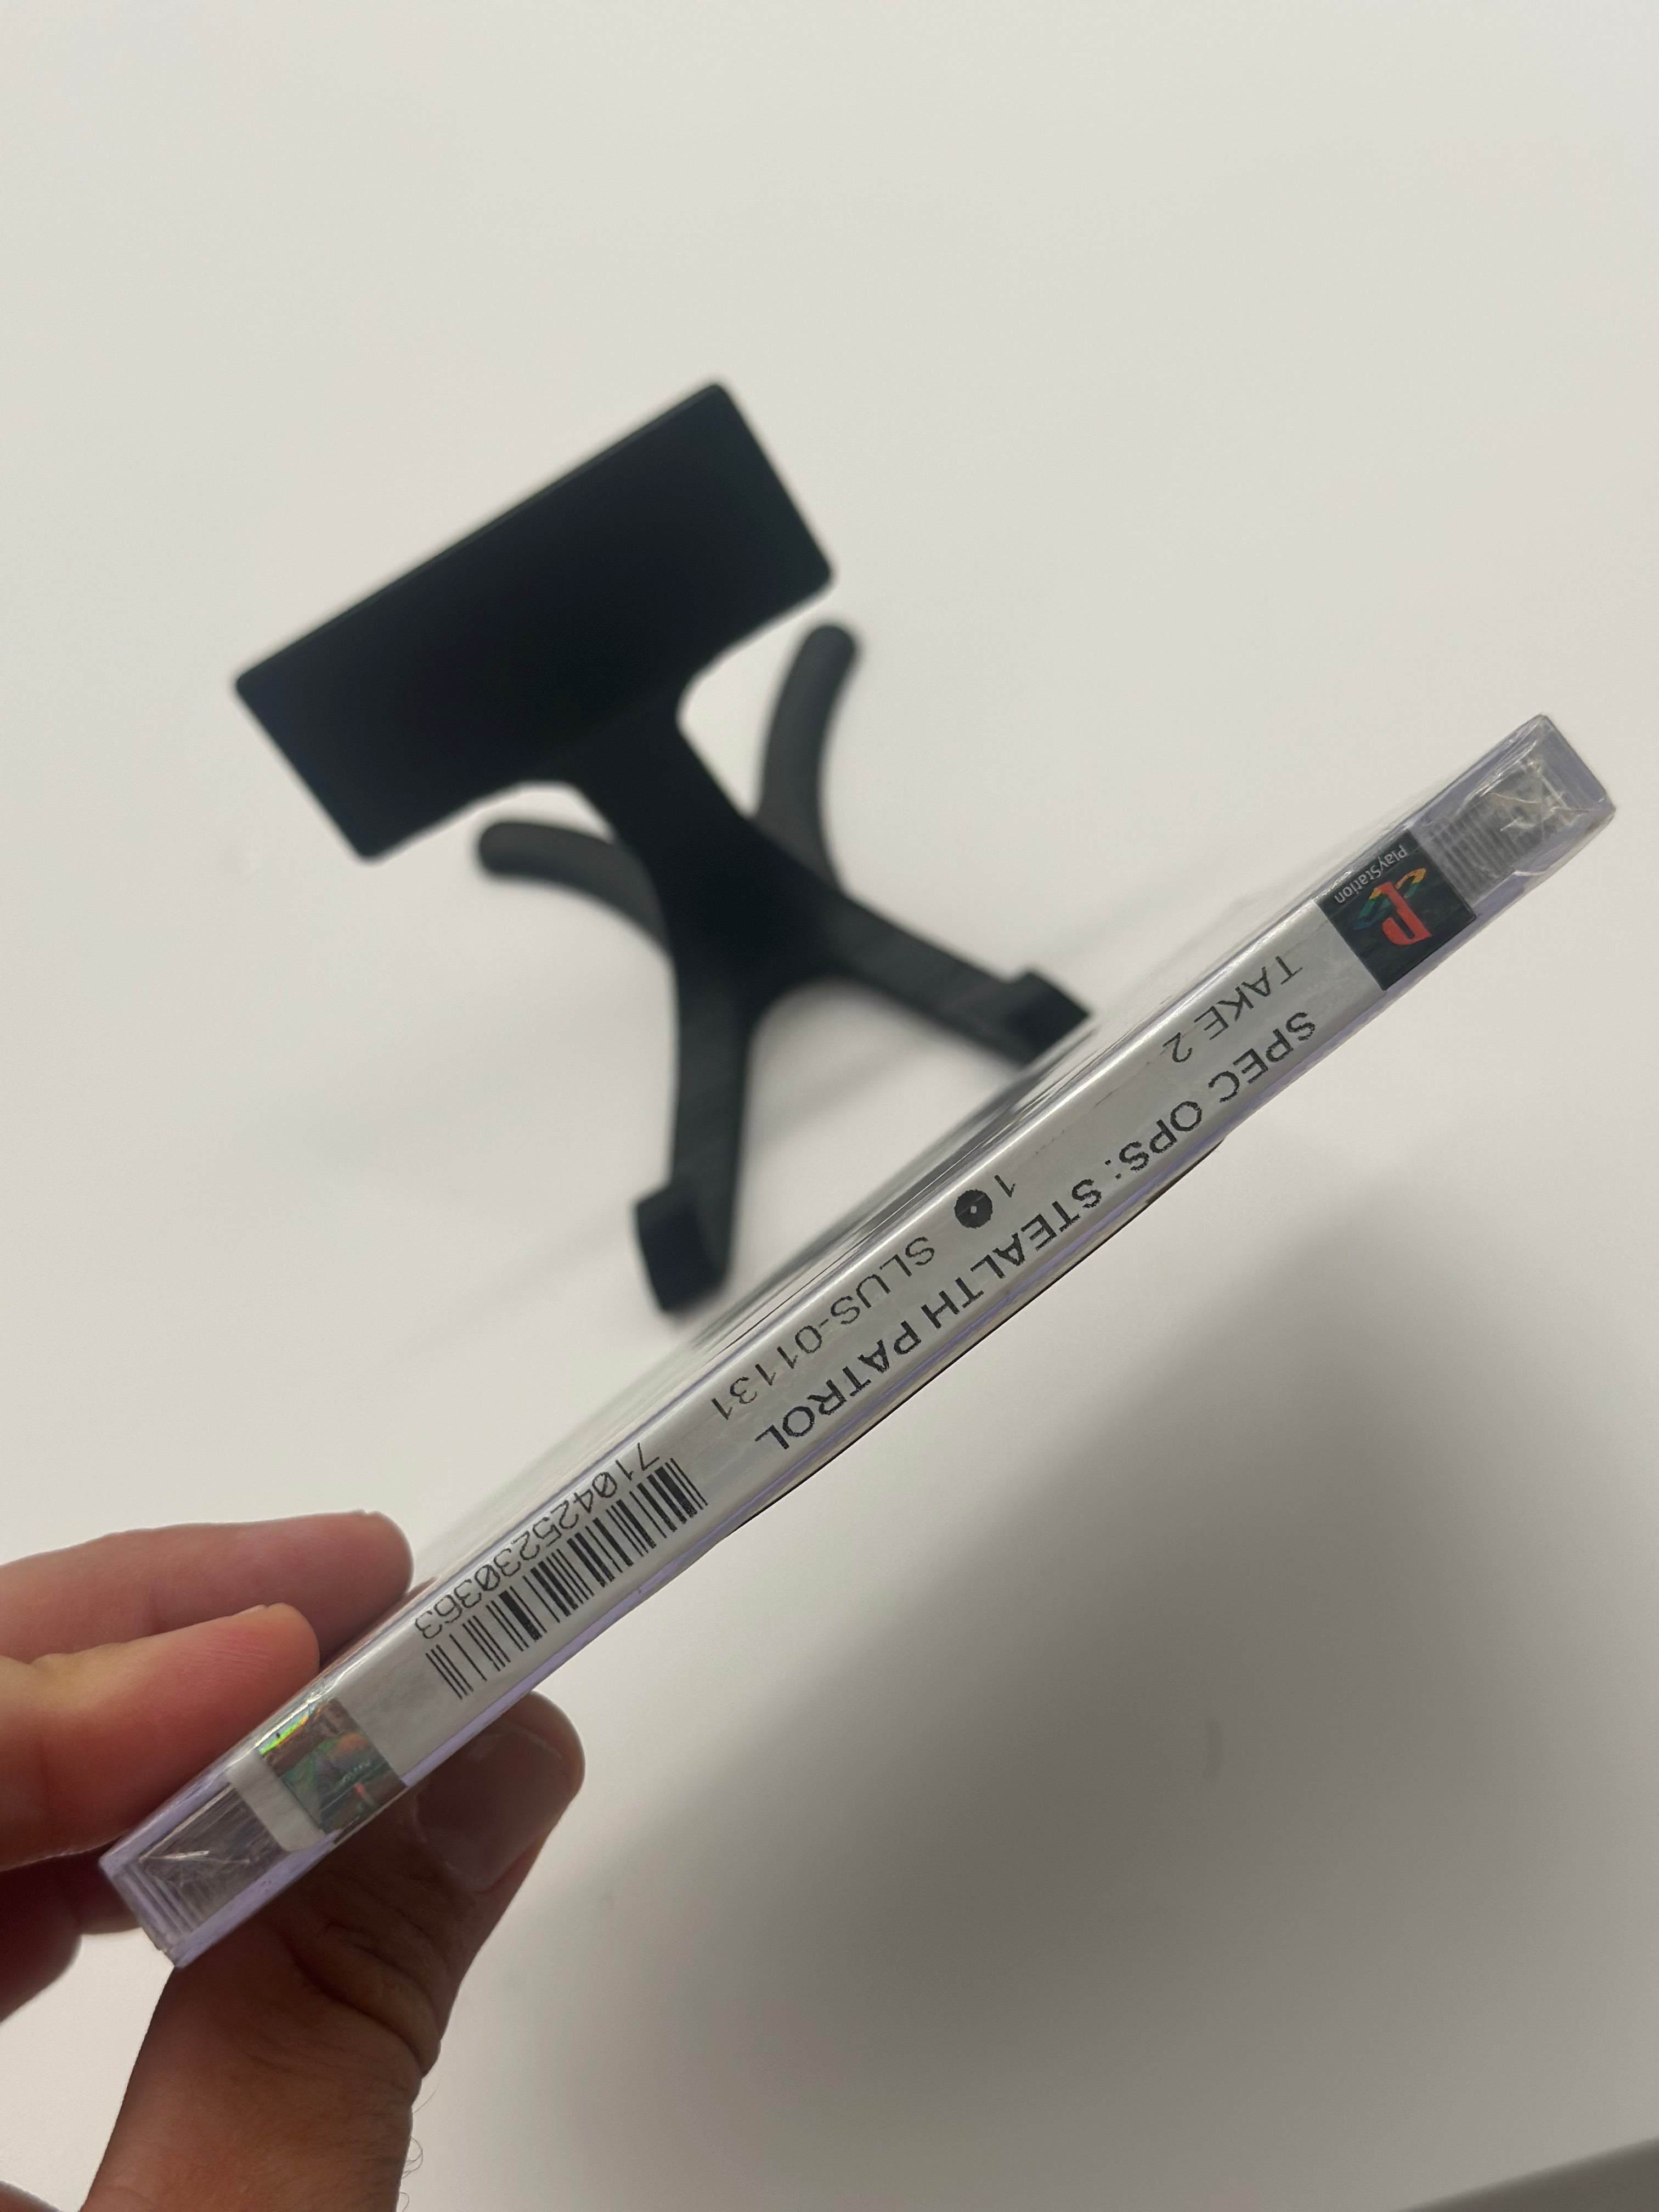 PlayStation
TAKE 2
SPEC OPS: STEALTH PATROL
1 SLUS-01131
710425230363